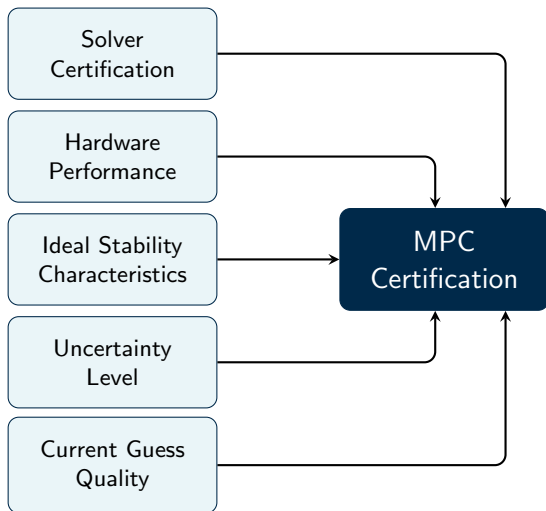 Solver
Certification
Hardware
Performance
Ideal Stability
Characteristics
MPC
Certification
Uncertainty
Level
Current Guess
Quality